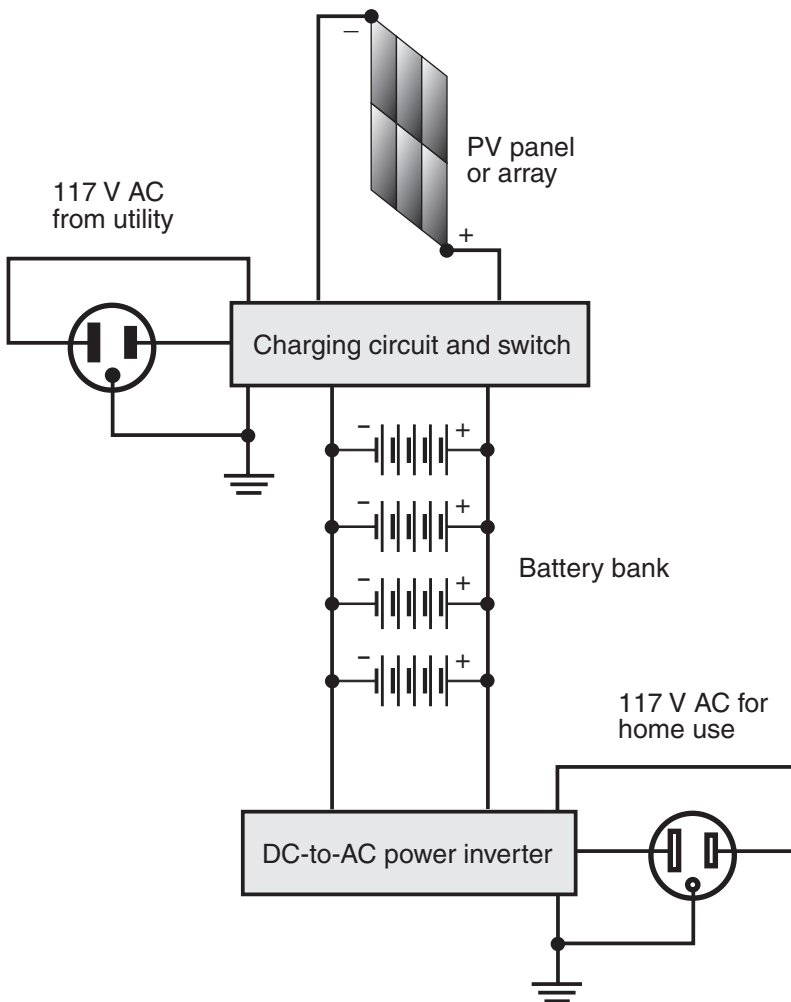 –
PV panel
or array
117 V AC
from utility
+
Charging circuit and switch
– +
– +
Battery bank
– +
– +
117 V AC for
home use
DC-to-AC power inverter